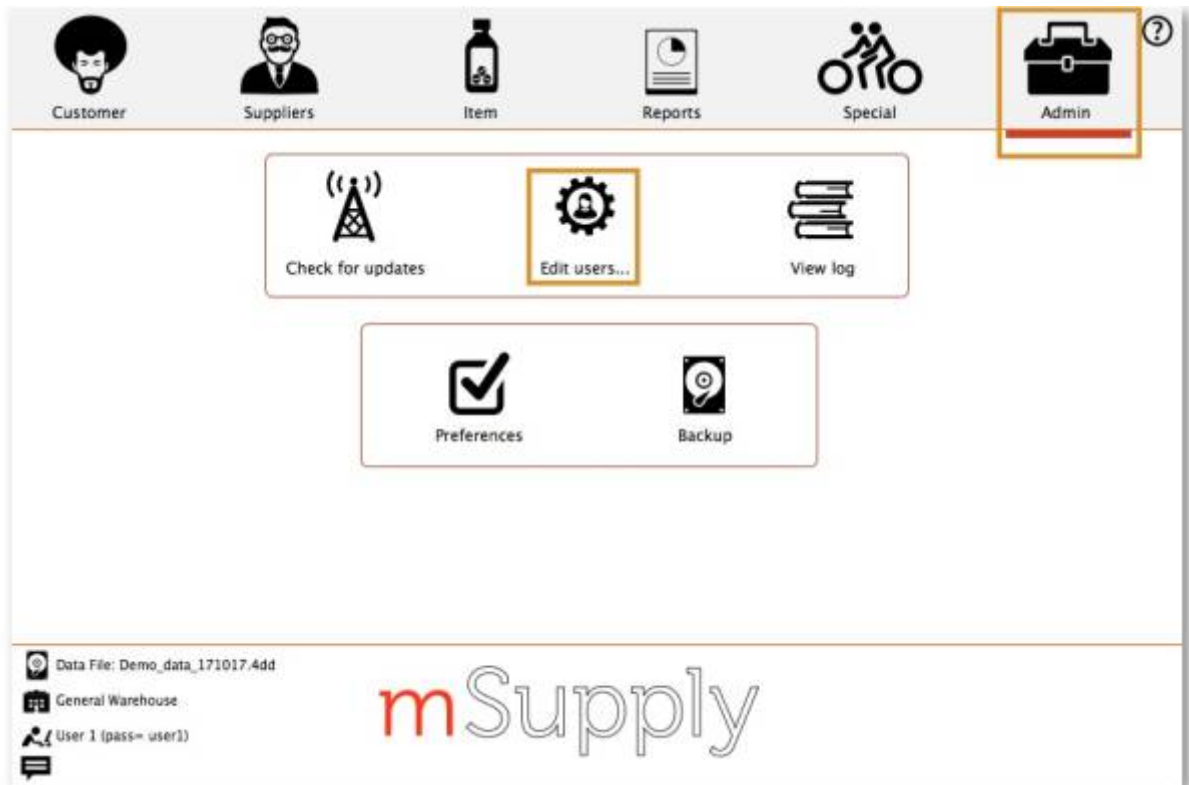 Customer
Suppliers
Item
Reports
Special
Admin
?
Check for updates
Edit users...
View log
Preferences
Backup
Data File: Demo_data_171017.4dd
General Warehouse
User 1 (pass= user1)
mSupply